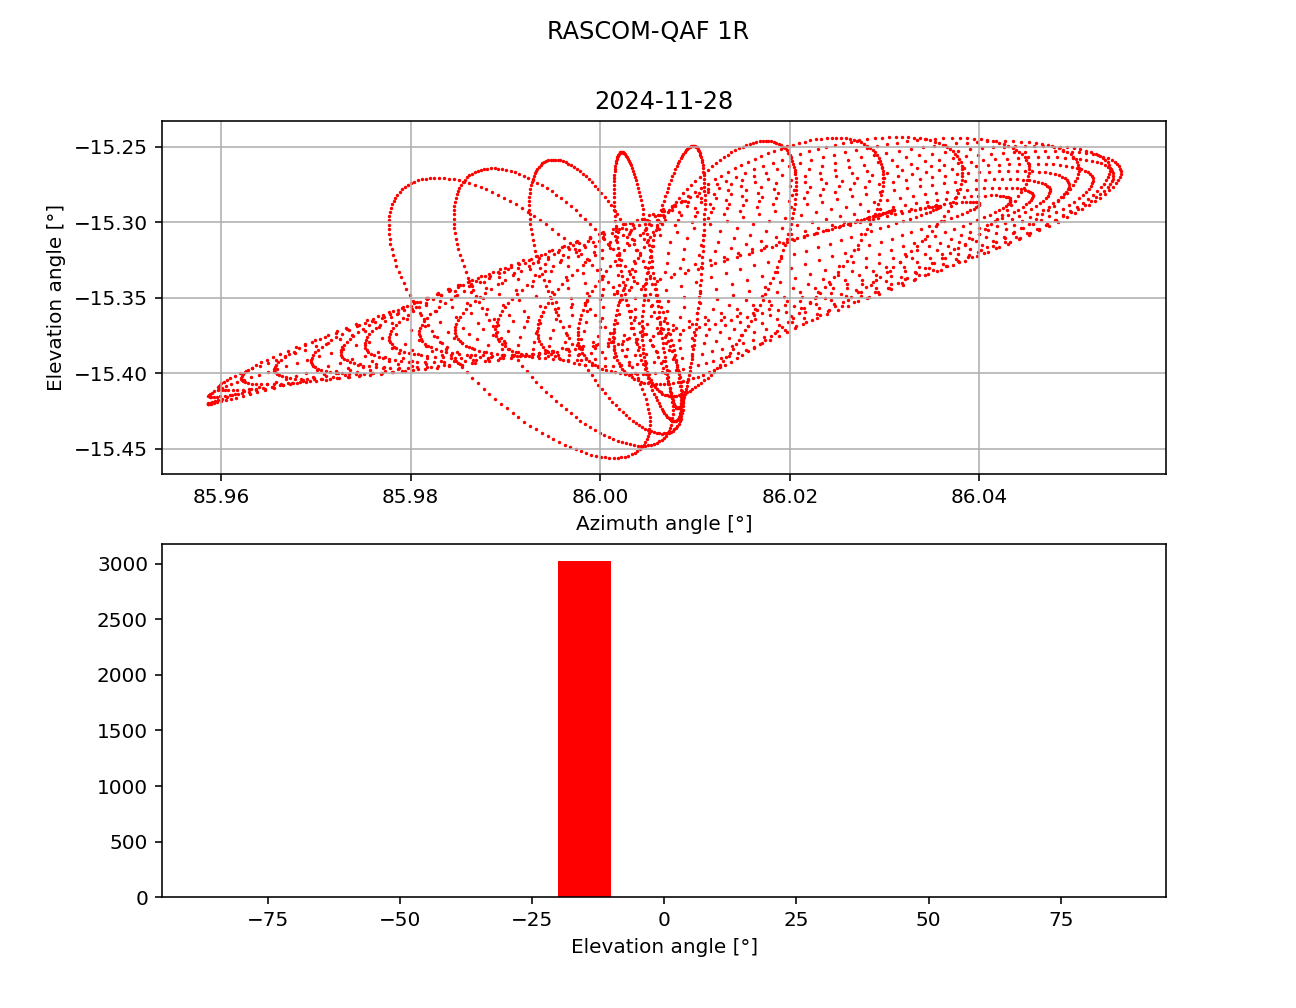 RASCOM-QAF 1R
2024-11-28
−15.25
−15.30
−15.35
−15.40
−15.45
Elevation angle [°]
85.96 85.98 86.00 86.02 86.04
Azimuth angle [°]
3000
2500
2000
1500
1000
500
0
−75 −50 −25 0 25 50 75
Elevation angle [°]